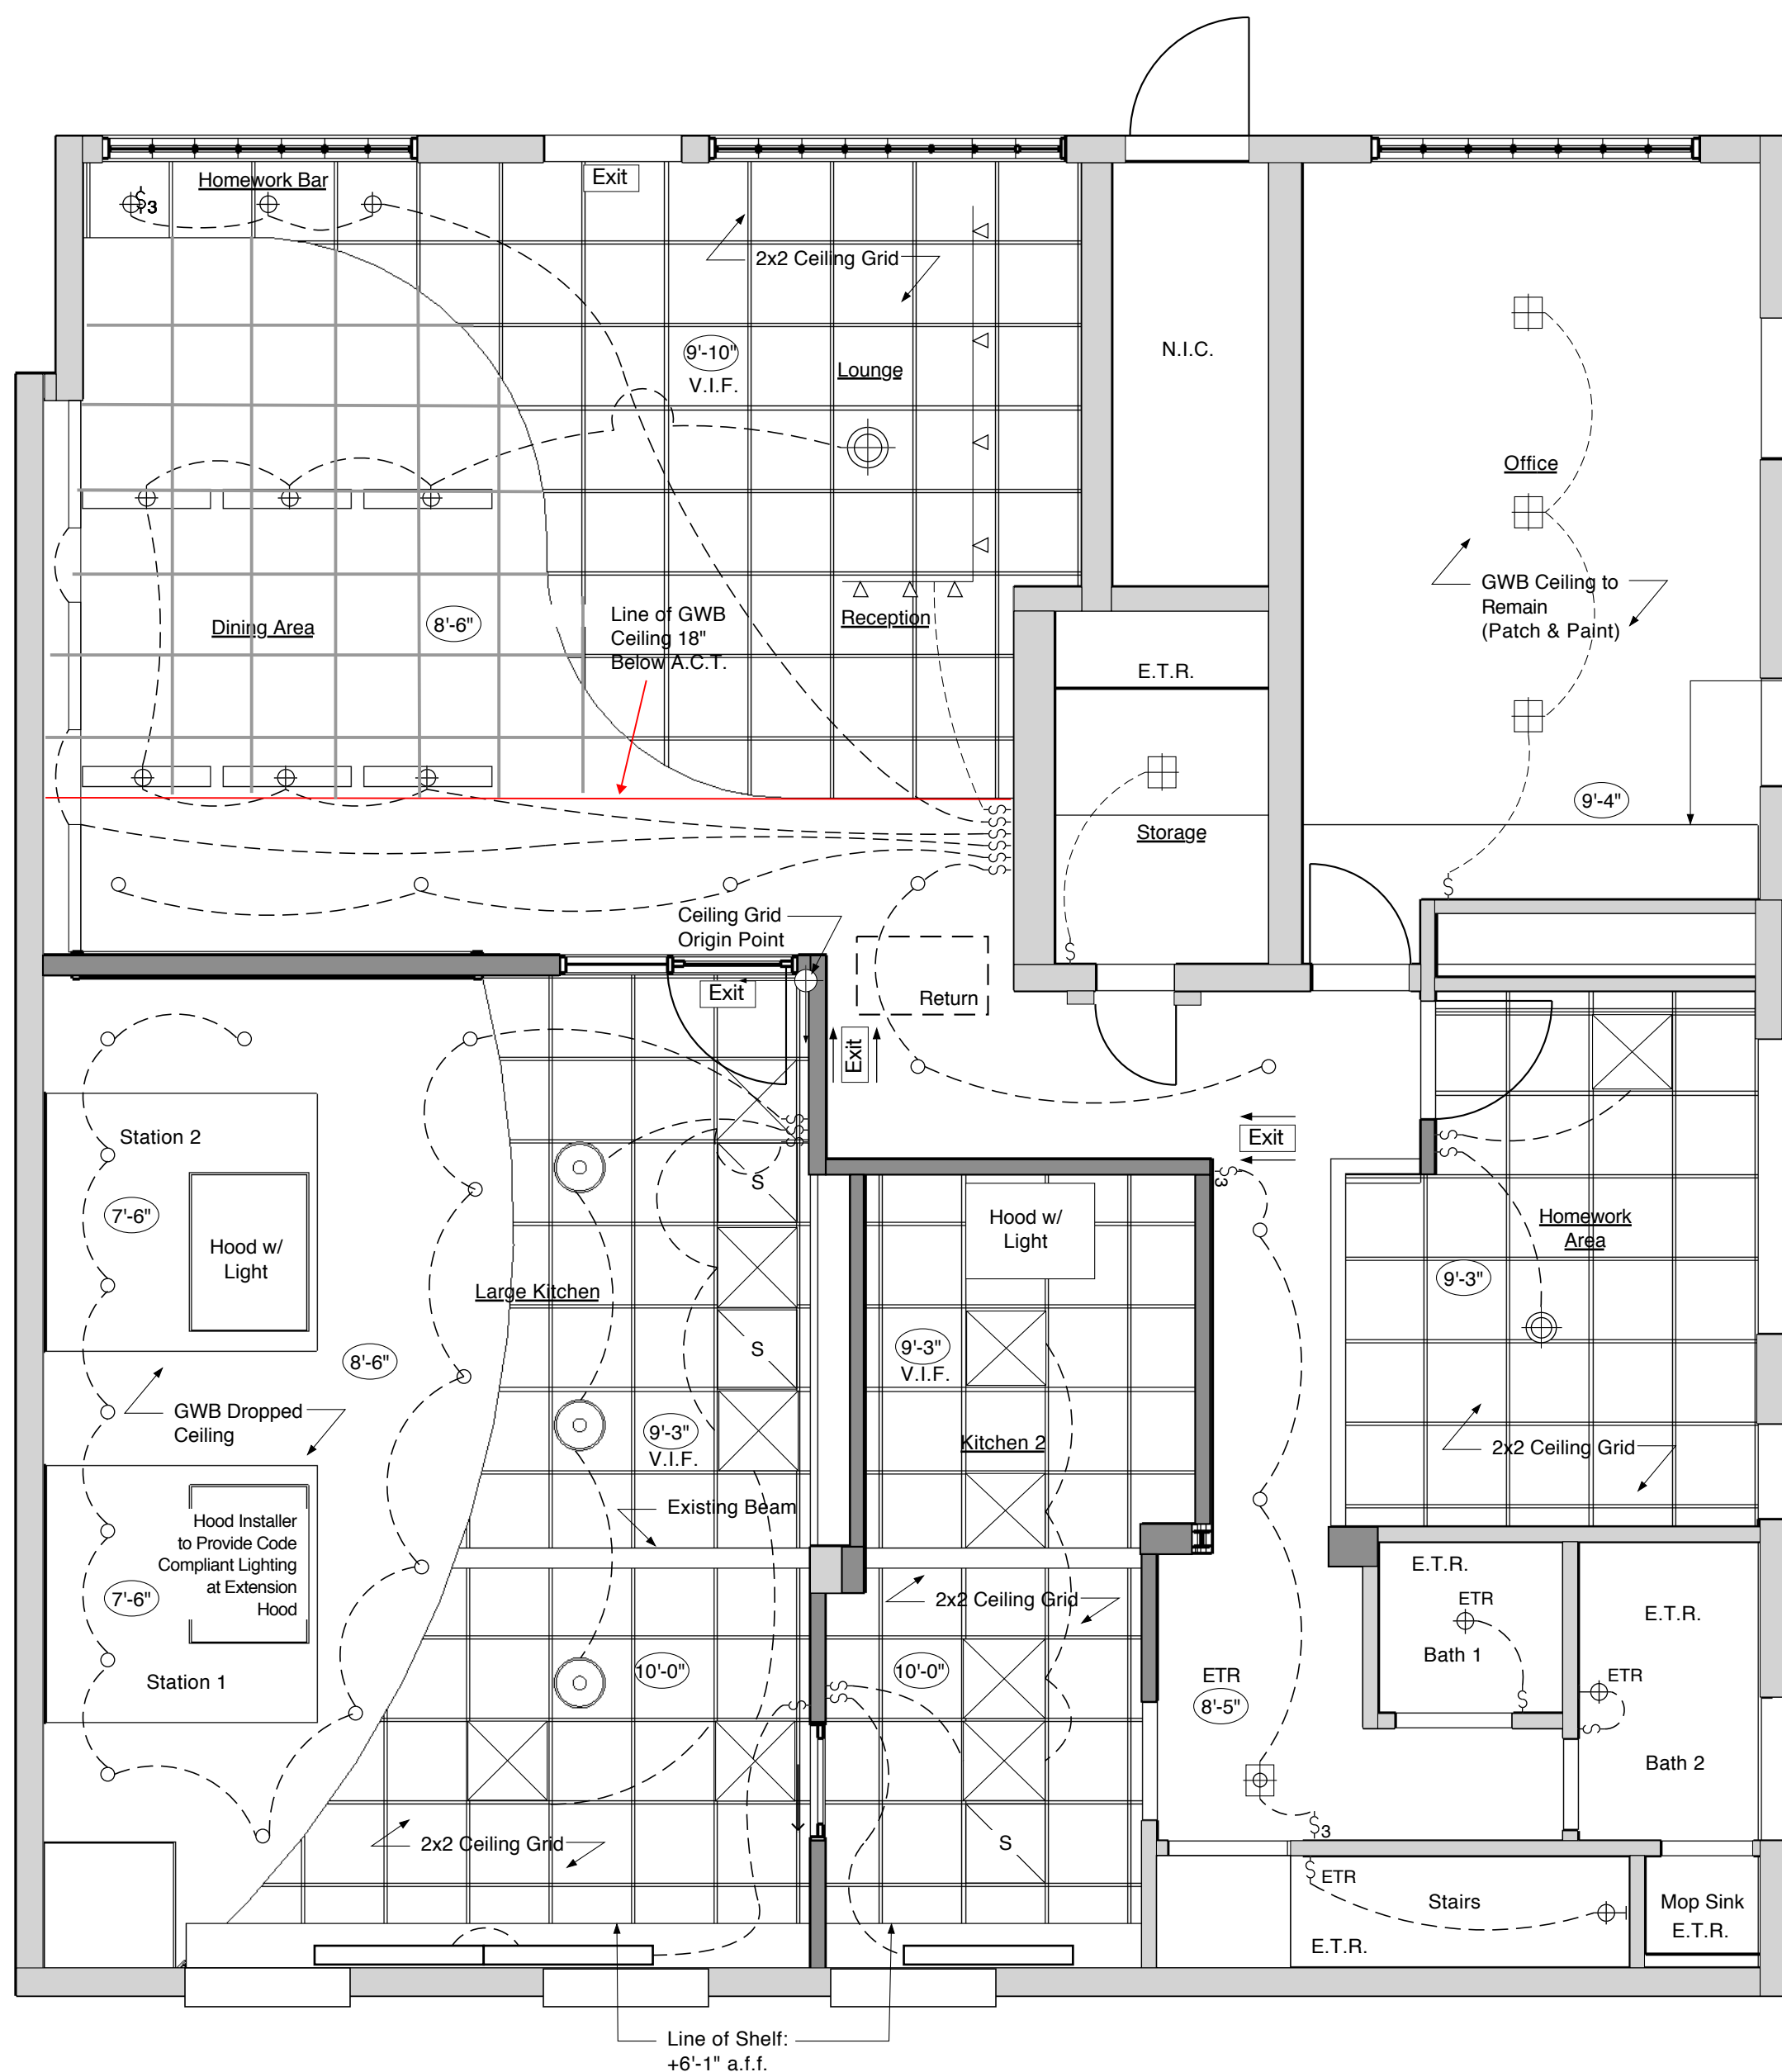 Homework Bar
Exit
$3
2x2 Ceiling Grid
9'-10"
V.I.F.
Lounge
N.I.C.
Office
GWB Ceiling to
Remain
(Patch & Paint)
Dining Area
8'-6"
Line of GWB
Ceiling 18"
Below A.C.T.
Reception
E.T.R.
9'-4"
Storage
Ceiling Grid
Origin Point
Exit
Return
Exit
Station 2
Exit
S
3
7'-6"
Hood w/
Light
Hood w/
Light
Homework
Area
9'-3"
Large Kitchen
8'-6"
S
9'-3"
V.I.F.
GWB Dropped
Ceiling
9'-3"
V.I.F.
Kitchen 2
2x2 Ceiling Grid
Existing Beam
Hood Installer
to Provide Code
Compliant Lighting
at Extension
Hood
7'-6"
E.T.R.
2x2 Ceiling Grid
ETR
E.T.R.
Bath 1
Station 1
10'-0"
10'-0"
ETR
8'-5"
ETR
Bath 2
2x2 Ceiling Grid
S
$3
ETR
Stairs
E.T.R.
Mop Sink
E.T.R.
Line of Shelf:
+6'-1" a.f.f.